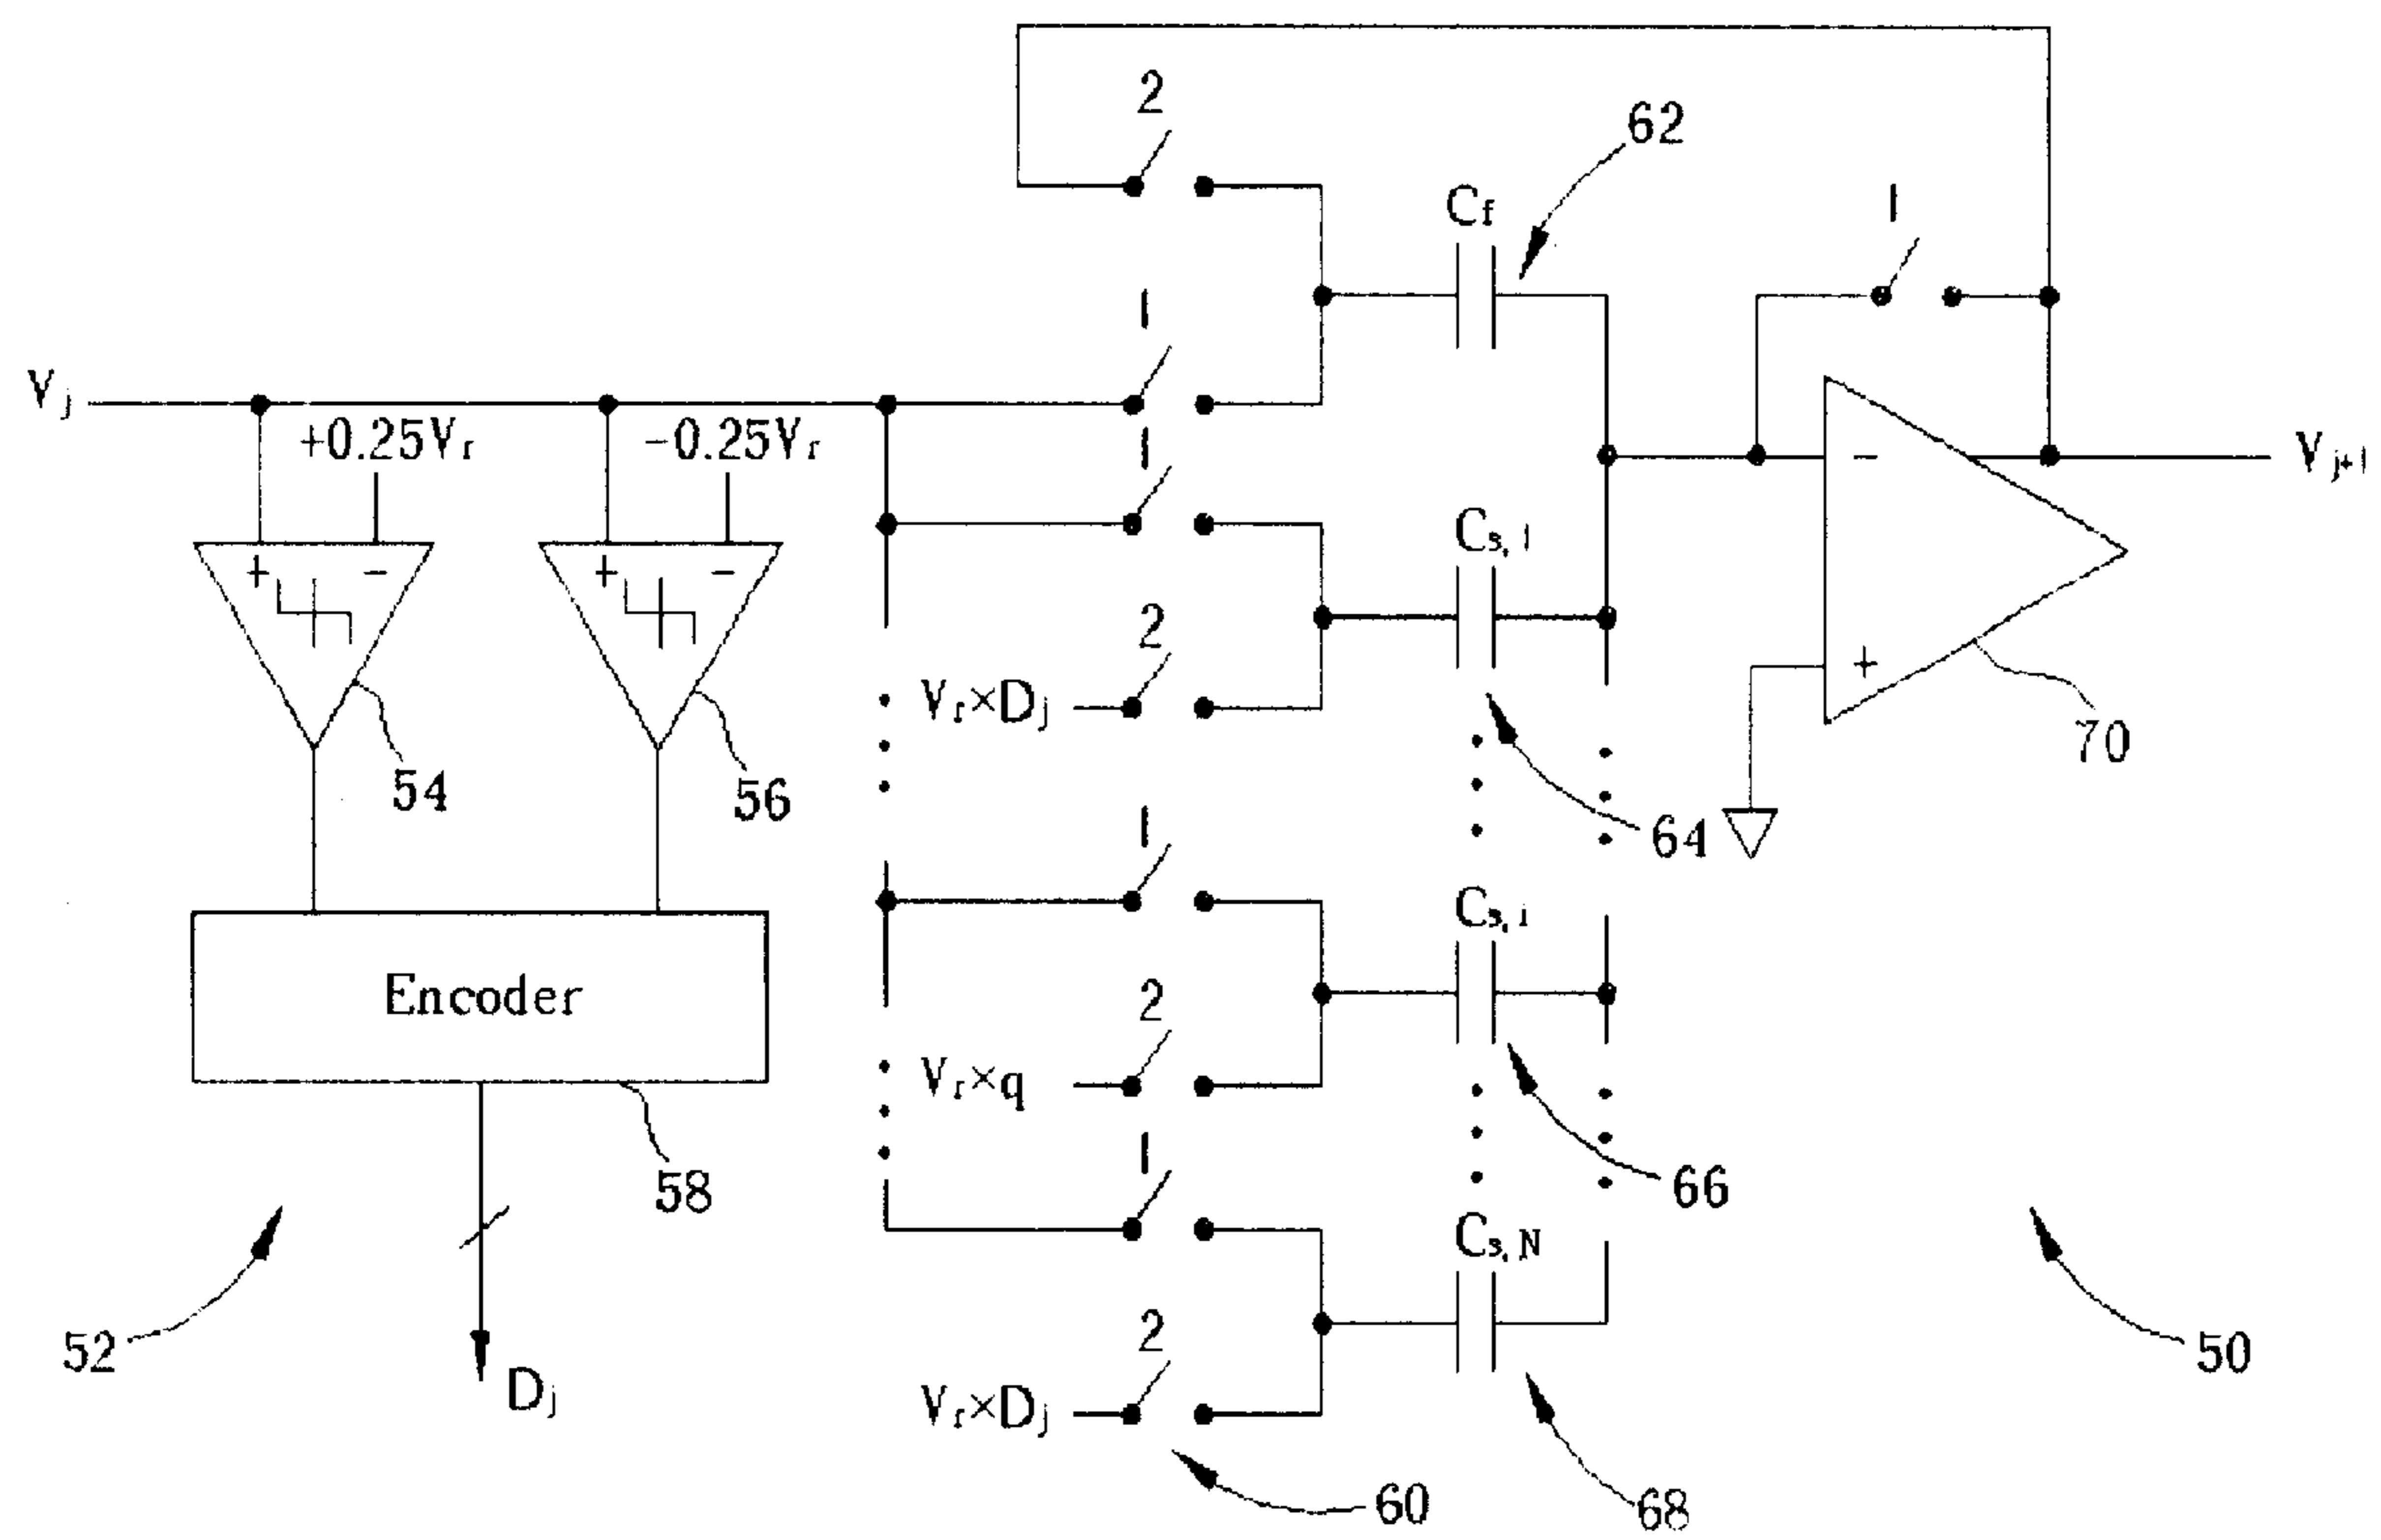 2
62
Cf
1
1
Vj
+0.25Vr
-0.25Vr
1
+ -
+ -
Cs,1
-
Vj+1
2
Vr×Dj
+
54
56
70
1
64
Cs,i
Encoder
2
Vr×q
1
58
66
Cs,N
52
2
50
Dj
Vr×Dj
60
68